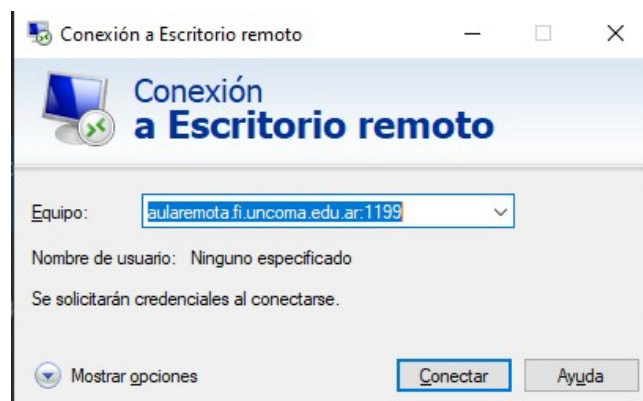 Conexión a Escritorio remoto
Conexión
a Escritorio remoto
Equipo: aularemota.fi.uncoma.edu.ar:1199
Nombre de usuario: Ninguno especificado
Se solicitarán credenciales al conectarse.
Mostrar opciones Conectar Ayuda